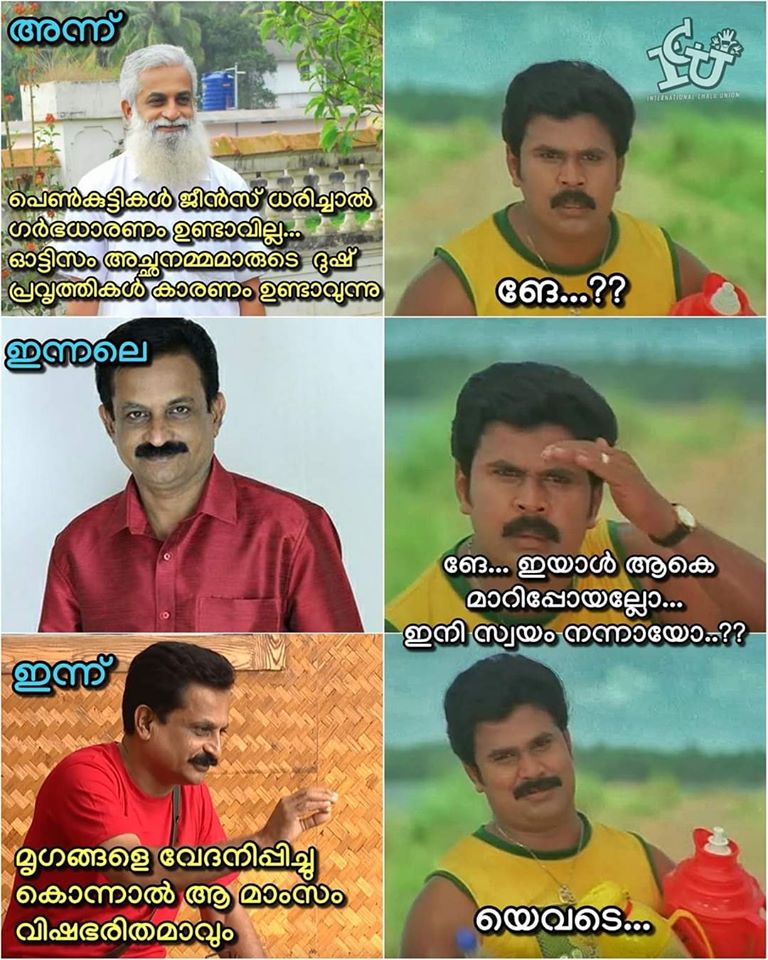 അന്ന്
ICU
INTERNATIONAL CHALU UNION
പെൺകുട്ടികൾ ജീൻസ് ധരിച്ചാൽ
ഗർഭധാരണം ഉണ്ടാവില്ല...
ഓട്ടിസം അച്ഛനമ്മമാരുടെ ദുഷ്
പ്രവൃത്തികൾ കാരണം ഉണ്ടാവുന്നു
ങേ...??
ഇന്നലെ
ങേ... ഇയാൾ ആകെ
മാറിപ്പോയല്ലോ...
ഇനി സ്വയം നന്നായോ..??
ഇന്ന്
മൃഗങ്ങളെ വേദനിപ്പിച്ചു
കൊന്നാൽ ആ മാംസം
വിഷഭരിതമാവും
യെവടെ...